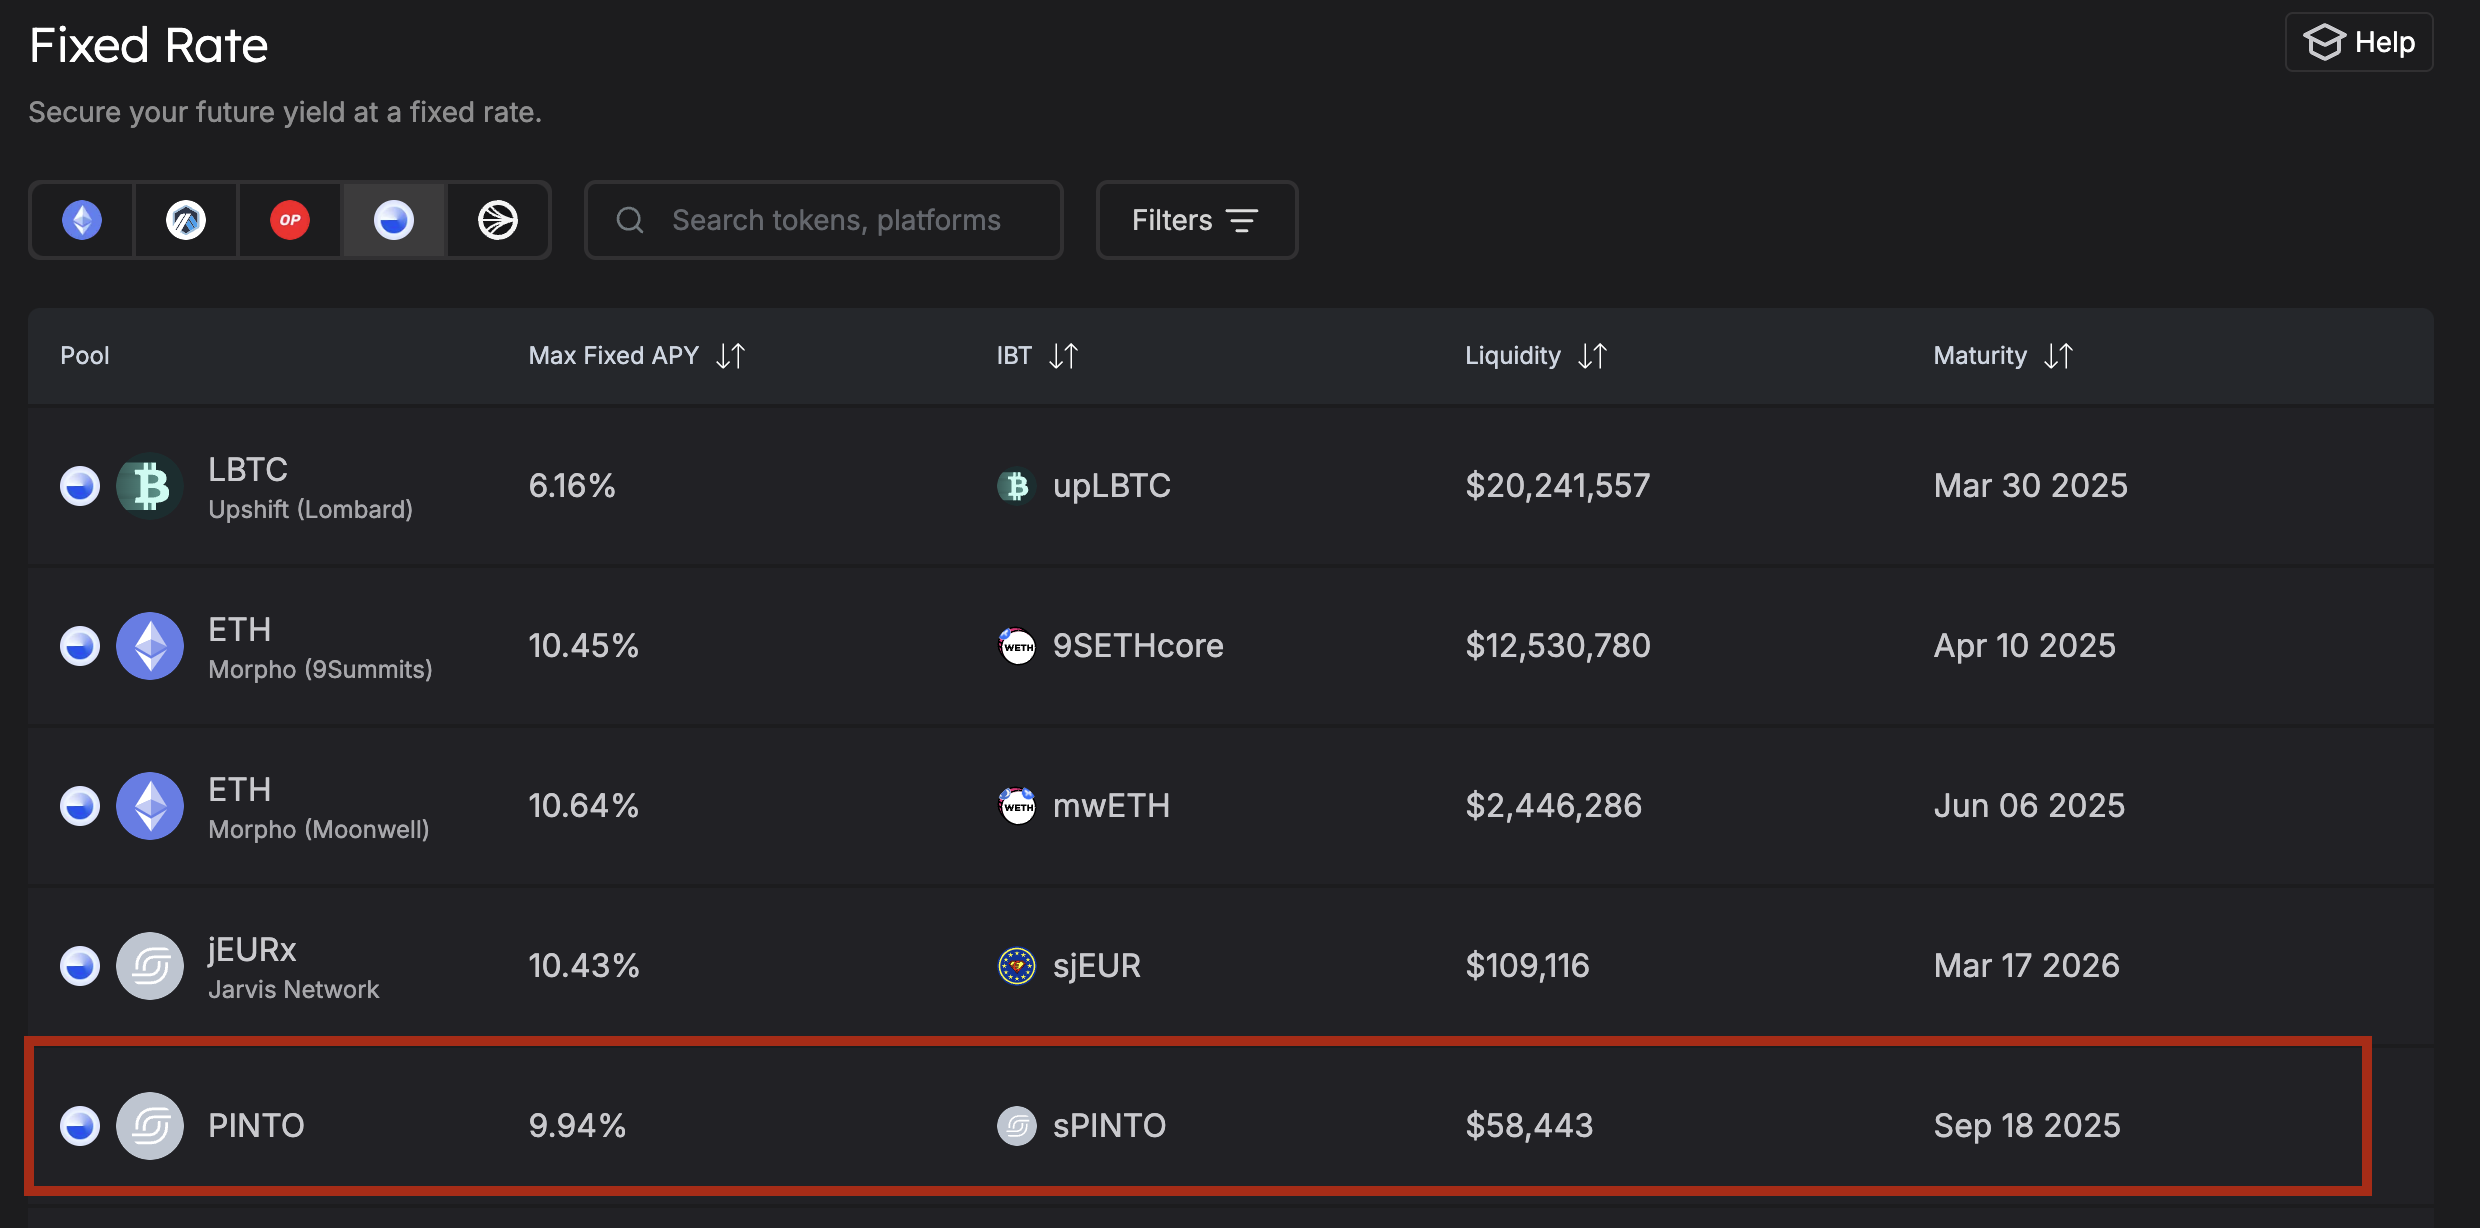 Fixed Rate
Help
Secure your future yield at a fixed rate.
OP
Search tokens, platforms
Filters
Pool Max Fixed APY IBT Liquidity Maturity
LBTC
Upshift (Lombard)
6.16% upLBTC $20,241,557 Mar 30 2025
ETH
Morpho (9Summits)
10.45% WETH 9SETHcore $12,530,780 Apr 10 2025
ETH
Morpho (Moonwell)
10.64% WETH mwETH $2,446,286 Jun 06 2025
jEURx
Jarvis Network
10.43% sjEUR $109,116 Mar 17 2026
PINTO 9.94% sPINTO $58,443 Sep 18 2025